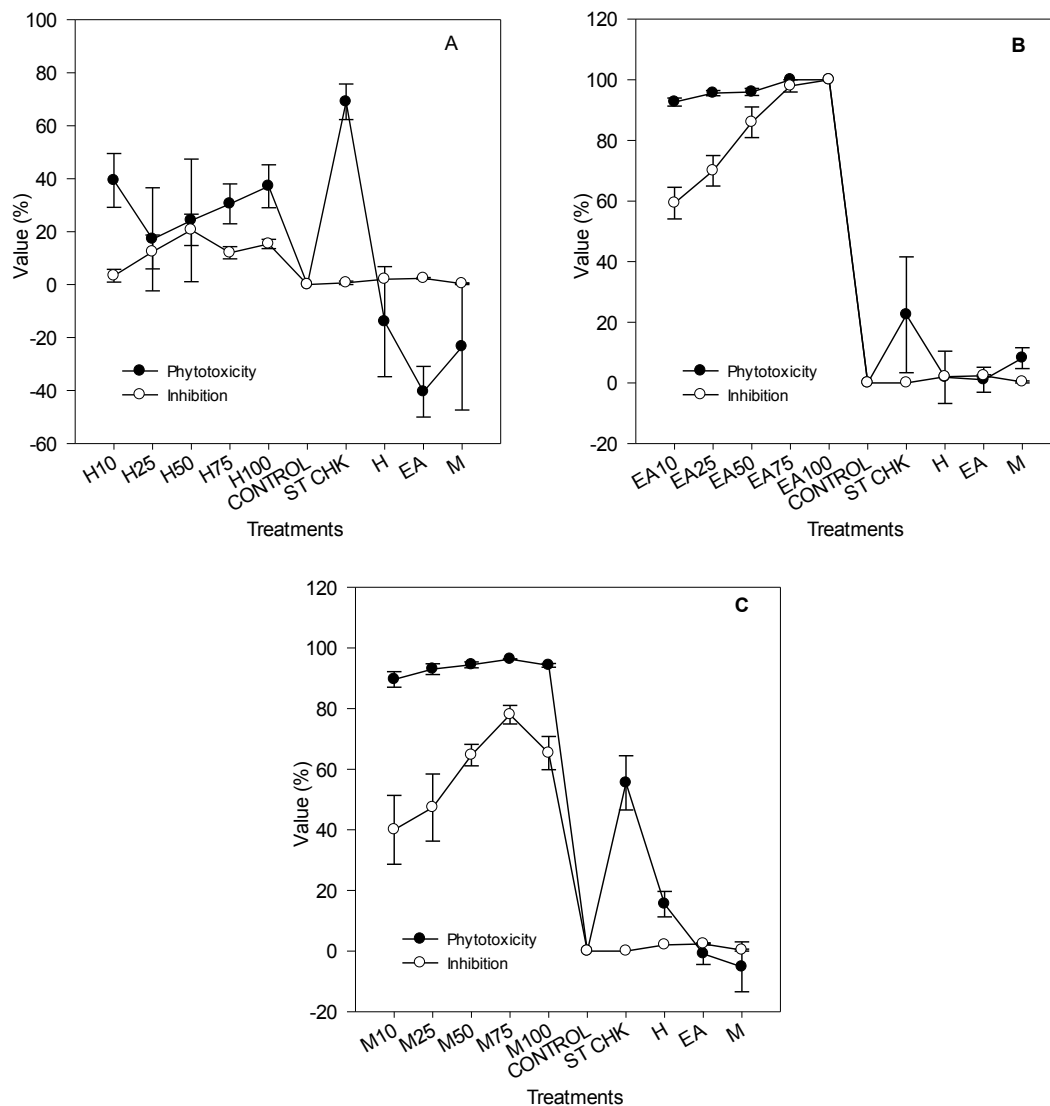 A
100
80
60
40
20
0
-20
-40
-60
Value (%)
Phytotoxicity
Inhibition
H10
H25
H50
H75
H100
CONTROL
ST CHK
H
EA
M
Treatments
B
120
100
80
60
40
20
0
-20
Value (%)
Phytotoxicity
Inhibition
EA10
EA25
EA50
EA75
EA100
CONTROL
ST CHK
H
EA
M
Treatments
C
120
100
80
60
40
20
0
-20
Value (%)
Phytotoxicity
Inhibition
M10
M25
M50
M75
M100
CONTROL
ST CHK
H
EA
M
Treatments